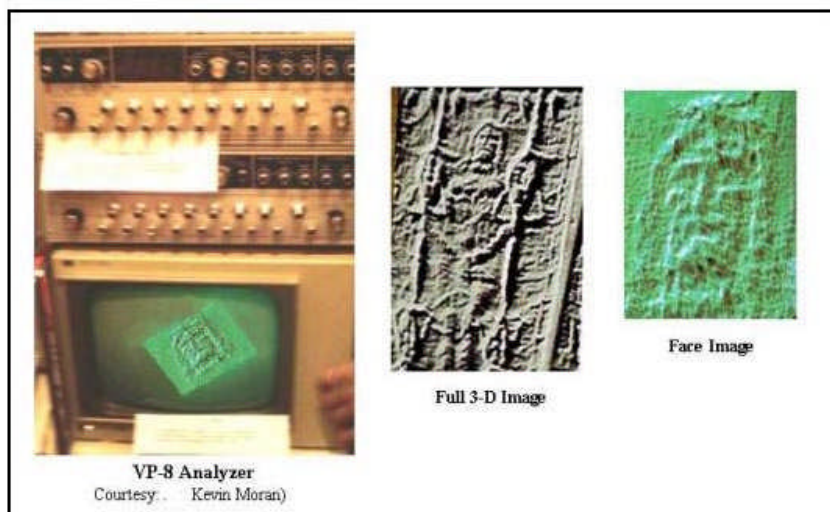 VP-8 Analyzer
Courtesy: . Kevin Moran)
Full 3-D Image
Face Image